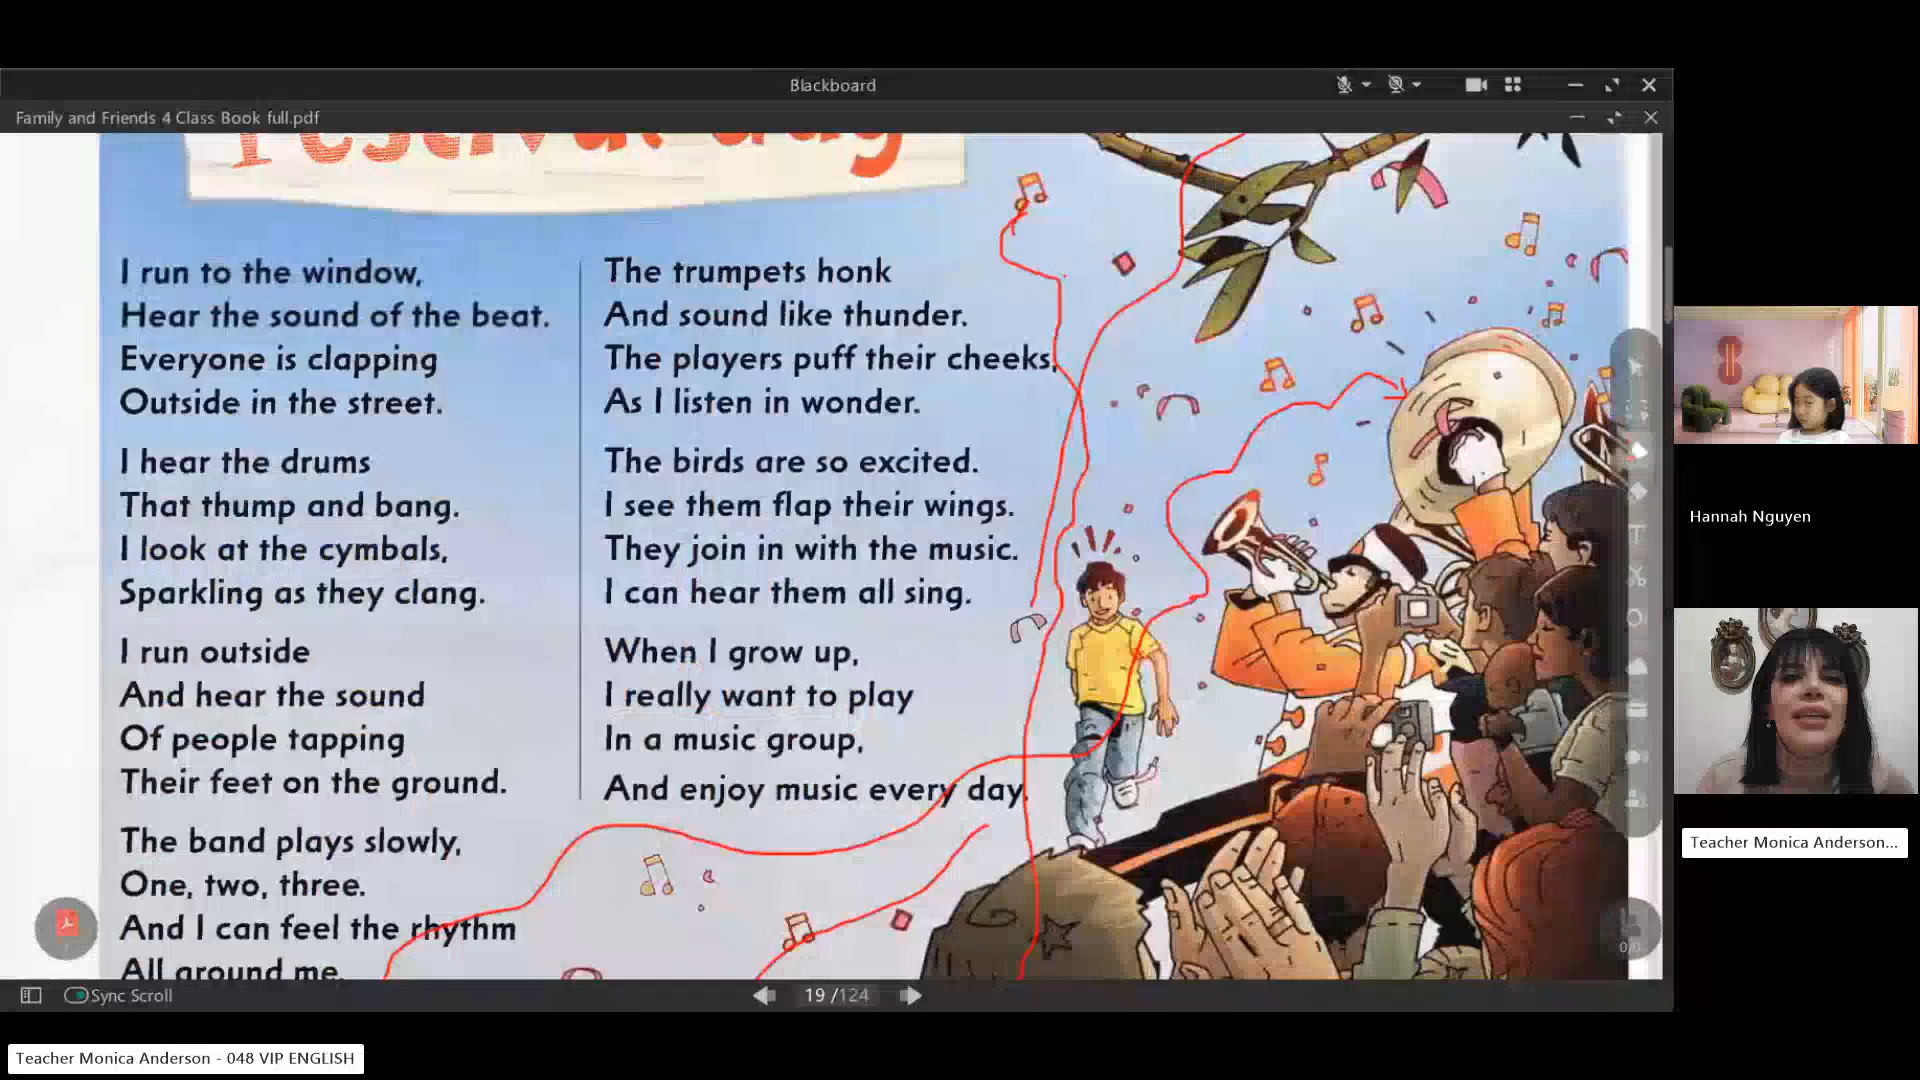 Blackboard
Family and Friends 4 Class Book full.pdf
I run to the window,
Hear the sound of the beat.
Everyone is clapping
Outside in the street.
I hear the drums
That thump and bang.
I look at the cymbals,
Sparkling as they clang.
I run outside
And hear the sound
Of people tapping
Their feet on the ground.
The band plays slowly,
One, two, three.
And I can feel the rhythm
All around me.
The trumpets honk
And sound like thunder.
The players puff their cheeks,
As I listen in wonder.
The birds are so excited.
I see them flap their wings.
They join in with the music.
I can hear them all sing.
When I grow up,
I really want to play
In a music group,
And enjoy music every day.
Hannah Nguyen
Teacher Monica Anderson...
0/0
Sync Scroll
19 /124
Teacher Monica Anderson - 048 VIP ENGLISH